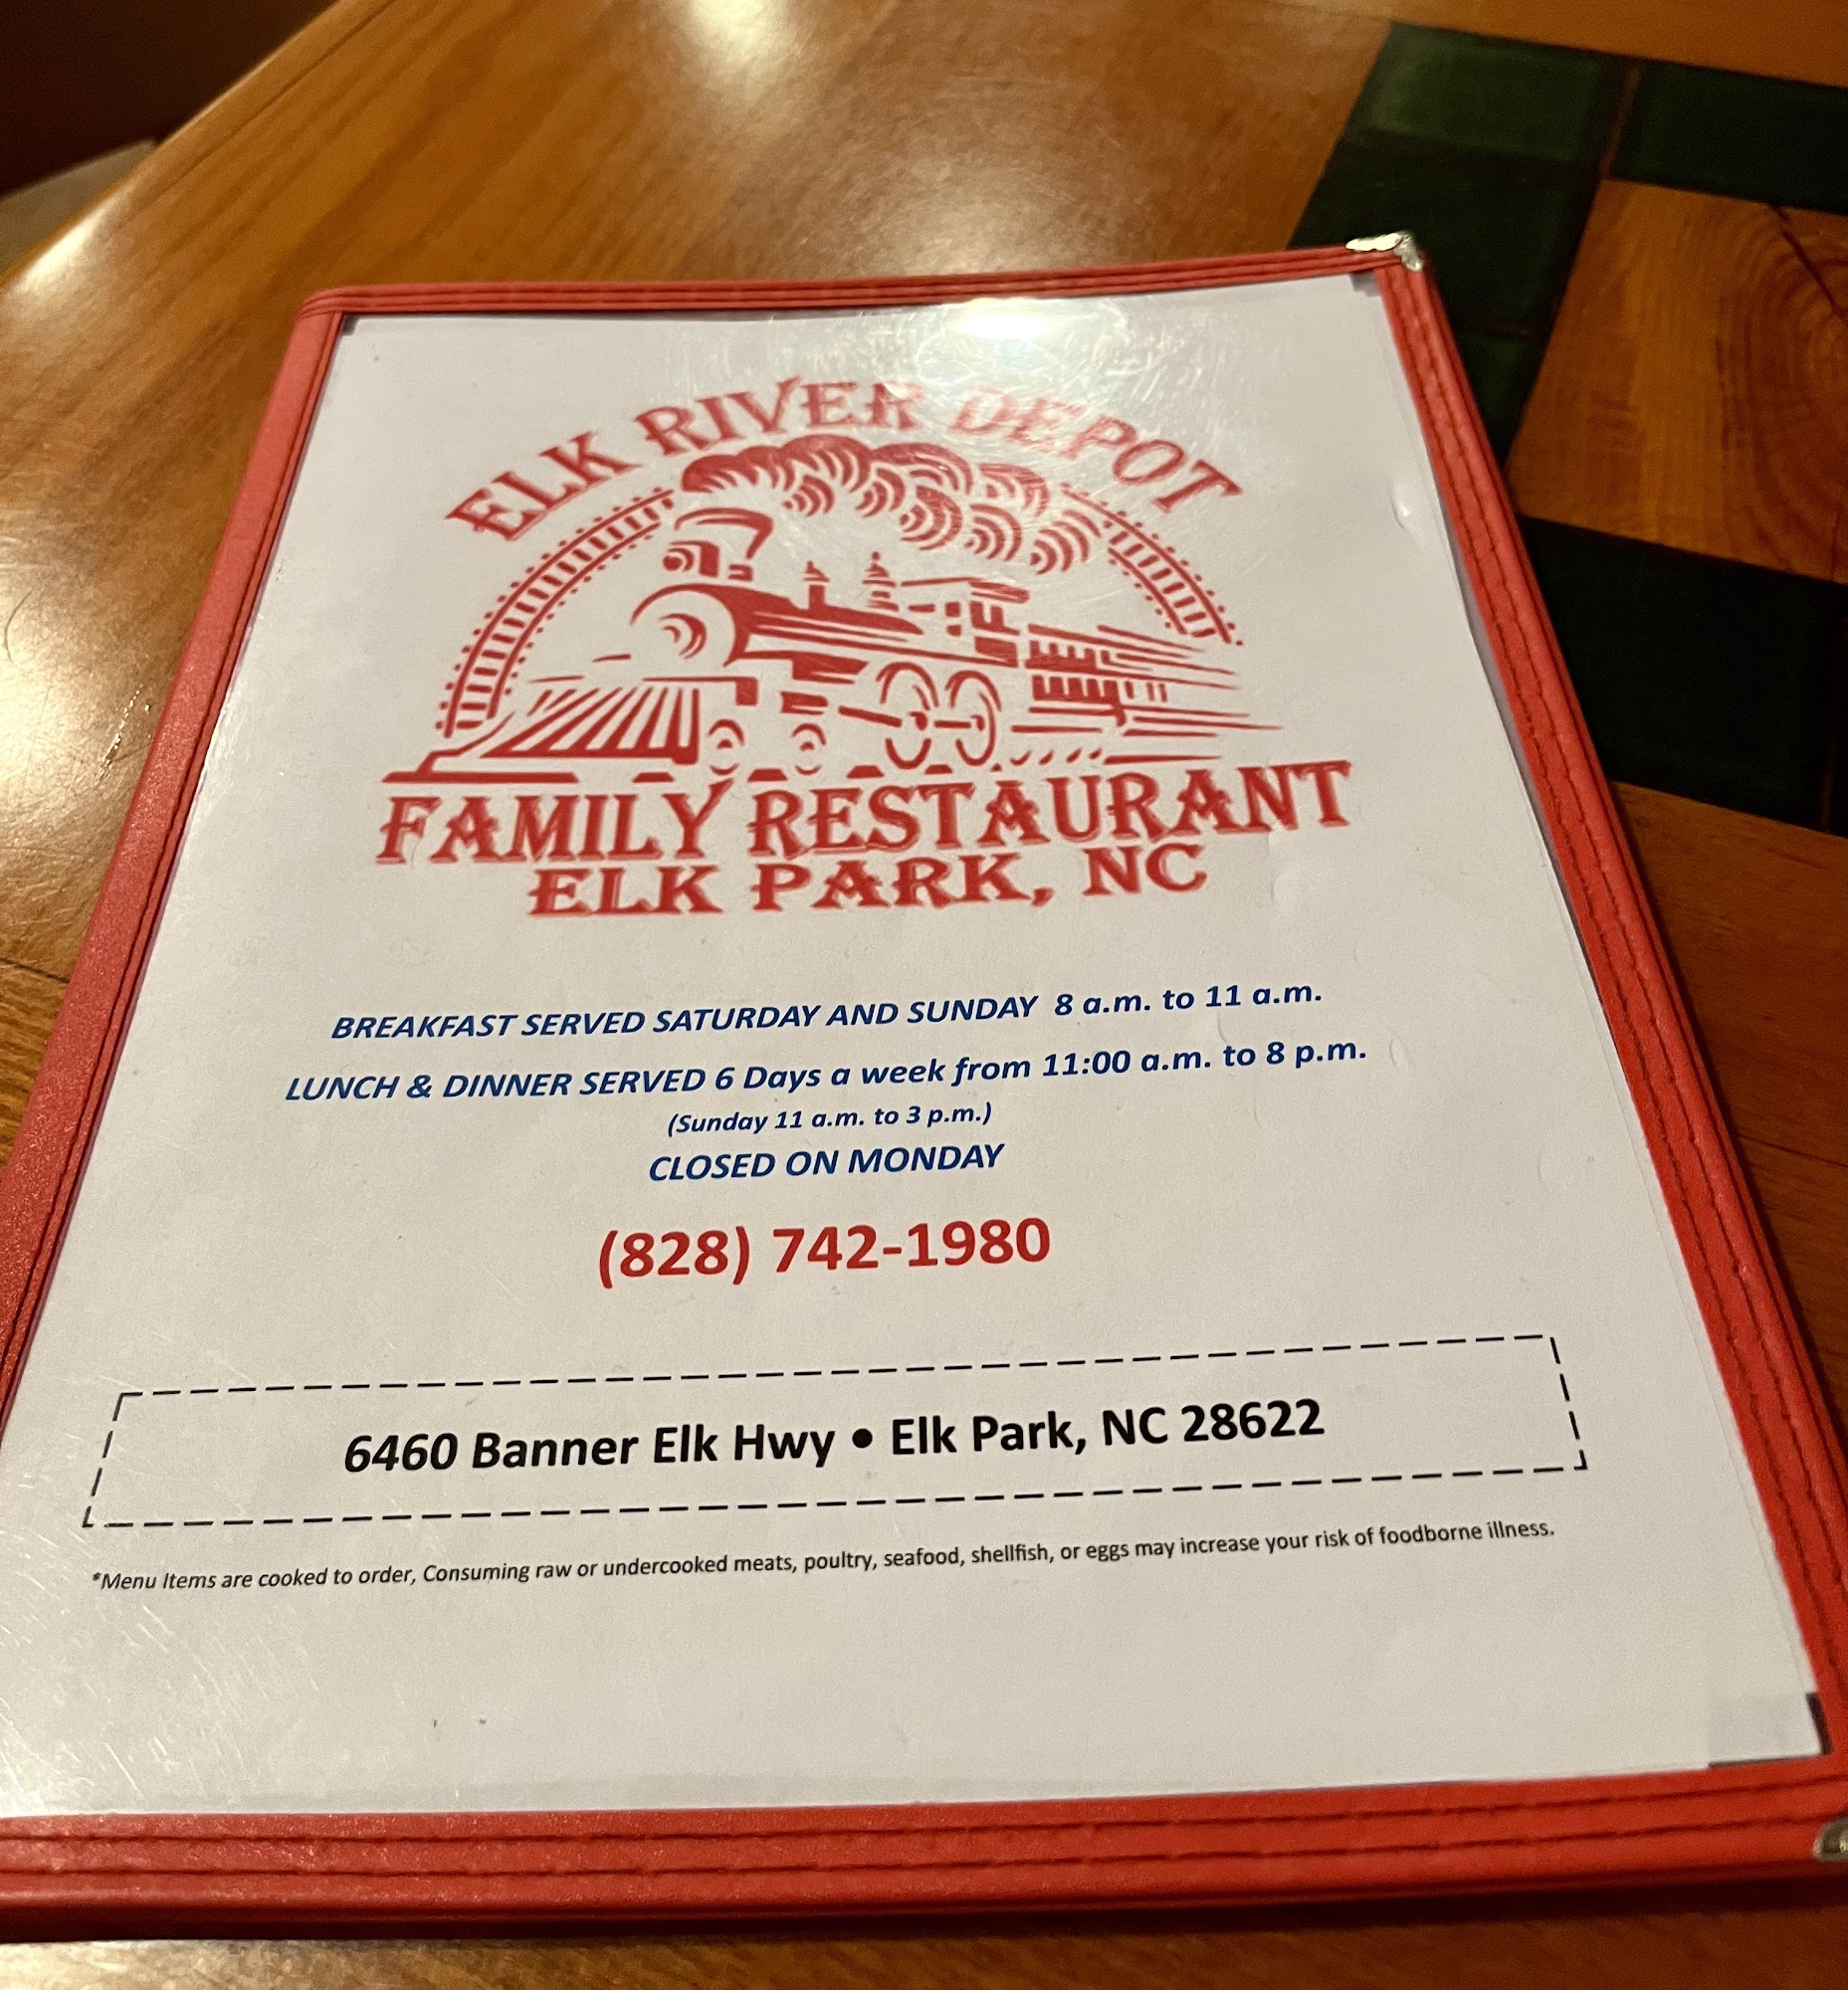 ELK RIVER DEPOT
FAMILY RESTAURANT
ELK PARK, NC
BREAKFAST SERVED SATURDAY AND SUNDAY 8 a.m. to 11 a.m.
LUNCH & DINNER SERVED 6 Days a week from 11:00 a.m. to 8 p.m.
(Sunday 11 a.m. to 3 p.m.)
CLOSED ON MONDAY
(828) 742-1980
6460 Banner Elk Hwy • Elk Park, NC 28622
*Menu Items are cooked to order, Consuming raw or undercooked meats, poultry, seafood, shellfish, or eggs may increase your risk of foodborne illness.